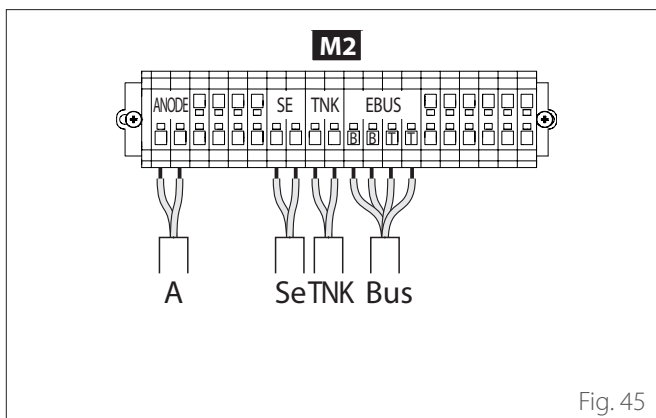 M2
ANODE SE TNK EBUS
B B T T
A Se TNK Bus
Fig. 45